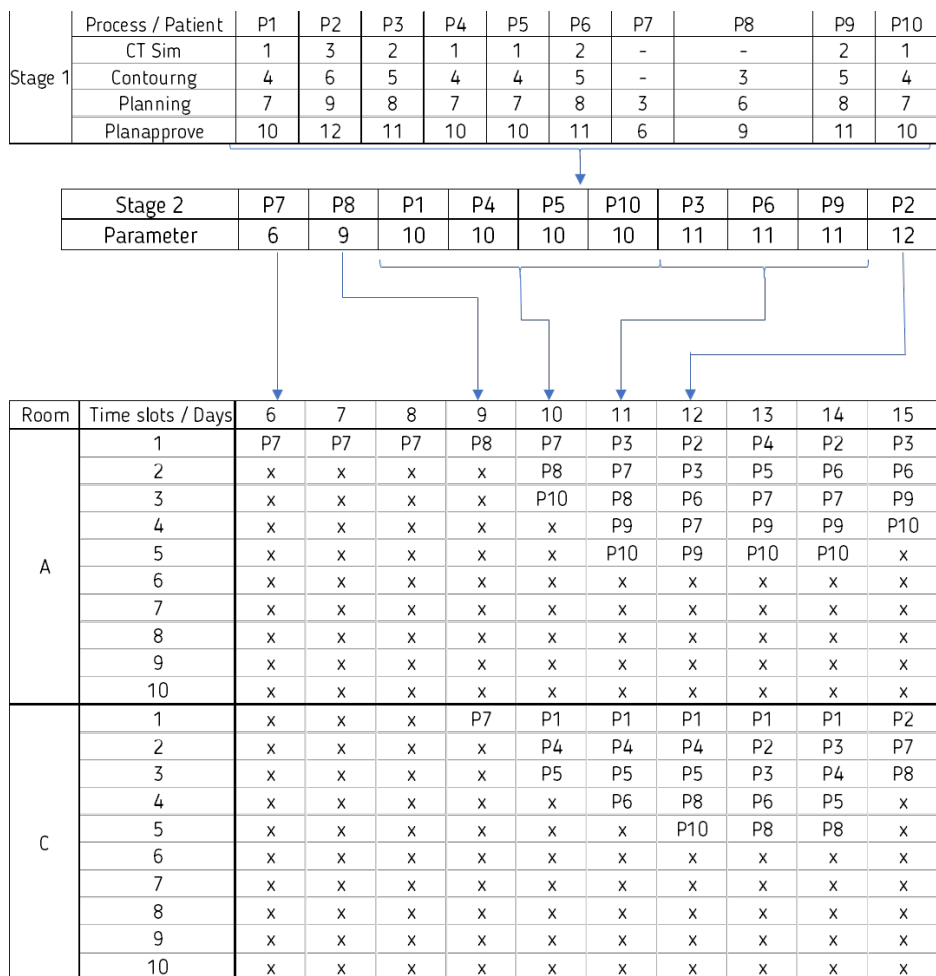 Process / Patient P1 P2 P3 P4 P5 P6 P7 P8 P9 P10
CT Sim 1 3 2 1 1 2 - - 2 1
Stage 1 Contourng 4 6 5 4 4 5 - 3 5 4
Planning 7 9 8 7 7 8 3 6 8 7
Planapprove 10 12 11 10 10 11 6 9 11 10
Stage 2 P7 P8 P1 P4 P5 P10 P3 P6 P9 P2
Parameter 6 9 10 10 10 10 11 11 11 12
Room Time slots / Days 6 7 8 9 10 11 12 13 14 15
1 P7 P7 P7 P8 P7 P3 P2 P4 P2 P3
2 x x x x P8 P7 P3 P5 P6 P6
3 x x x x P10 P8 P6 P7 P7 P9
4 x x x x x P9 P7 P9 P9 P10
5 x x x x x P10 P9 P10 P10 x
A
6 x x x x x x x x x x
7 x x x x x x x x x x
8 x x x x x x x x x x
9 x x x x x x x x x x
10 x x x x x x x x x x
1 x x x P7 P1 P1 P1 P1 P1 P2
2 x x x x P4 P4 P4 P2 P3 P7
3 x x x x P5 P5 P5 P3 P4 P8
4 x x x x x P6 P8 P6 P5 x
5 x x x x x x P10 P8 P8 x
C
6 x x x x x x x x x x
7 x x x x x x x x x x
8 x x x x x x x x x x
9 x x x x x x x x x x
10 x x x x x x x x x x